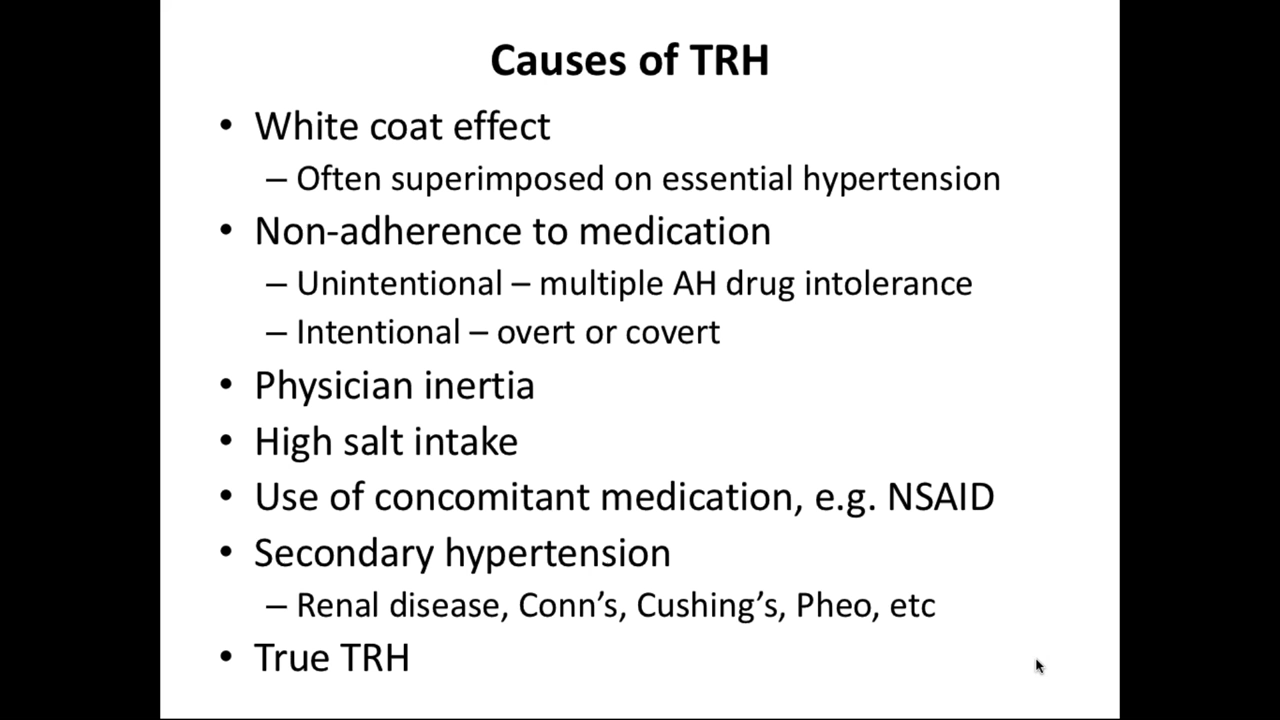 Causes of TRH
• White coat effect
– Often superimposed on essential hypertension
• Non-adherence to medication
– Unintentional – multiple AH drug intolerance
– Intentional – overt or covert
• Physician inertia
• High salt intake
• Use of concomitant medication, e.g. NSAID
• Secondary hypertension
– Renal disease, Conn’s, Cushing’s, Pheo, etc
• True TRH